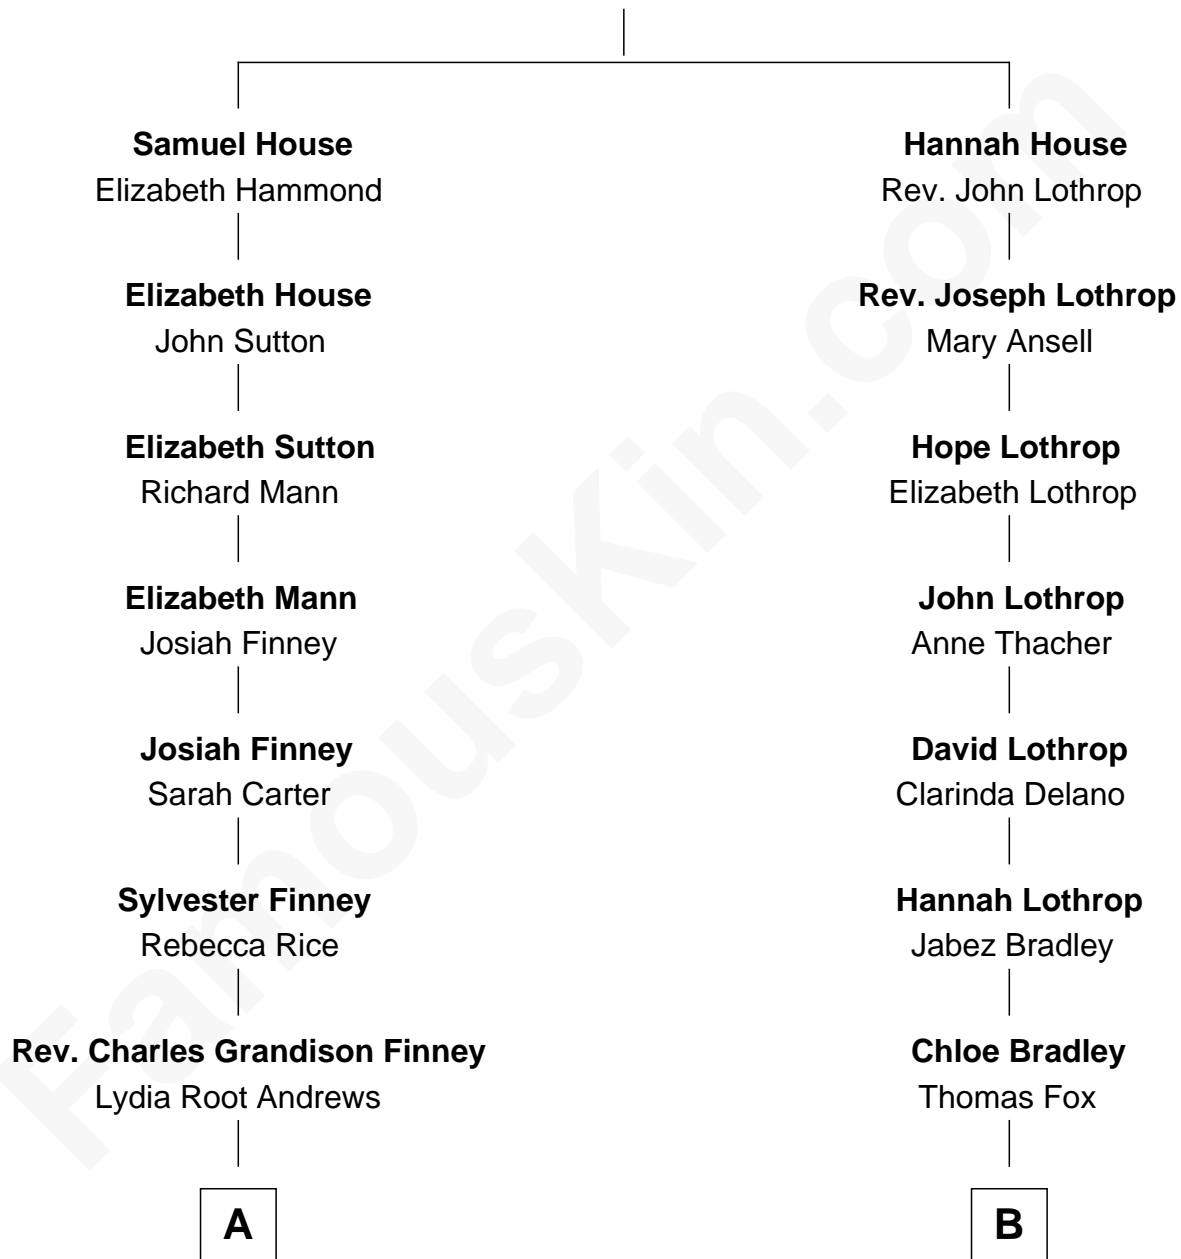 Samuel House
Elizabeth Hammond
Elizabeth House
John Sutton
Elizabeth Sutton
Richard Mann
Elizabeth Mann
Josiah Finney
Josiah Finney
Sarah Carter
Sylvester Finney
Rebecca Rice
Rev. Charles Grandison Finney
Lydia Root Andrews
A
Hannah House
Rev. John Lothrop
Rev. Joseph Lothrop
Mary Ansell
Hope Lothrop
Elizabeth Lothrop
John Lothrop
Anne Thacher
David Lothrop
Clarinda Delano
Hannah Lothrop
Jabez Bradley
Chloe Bradley
Thomas Fox
B
FamousKin.com